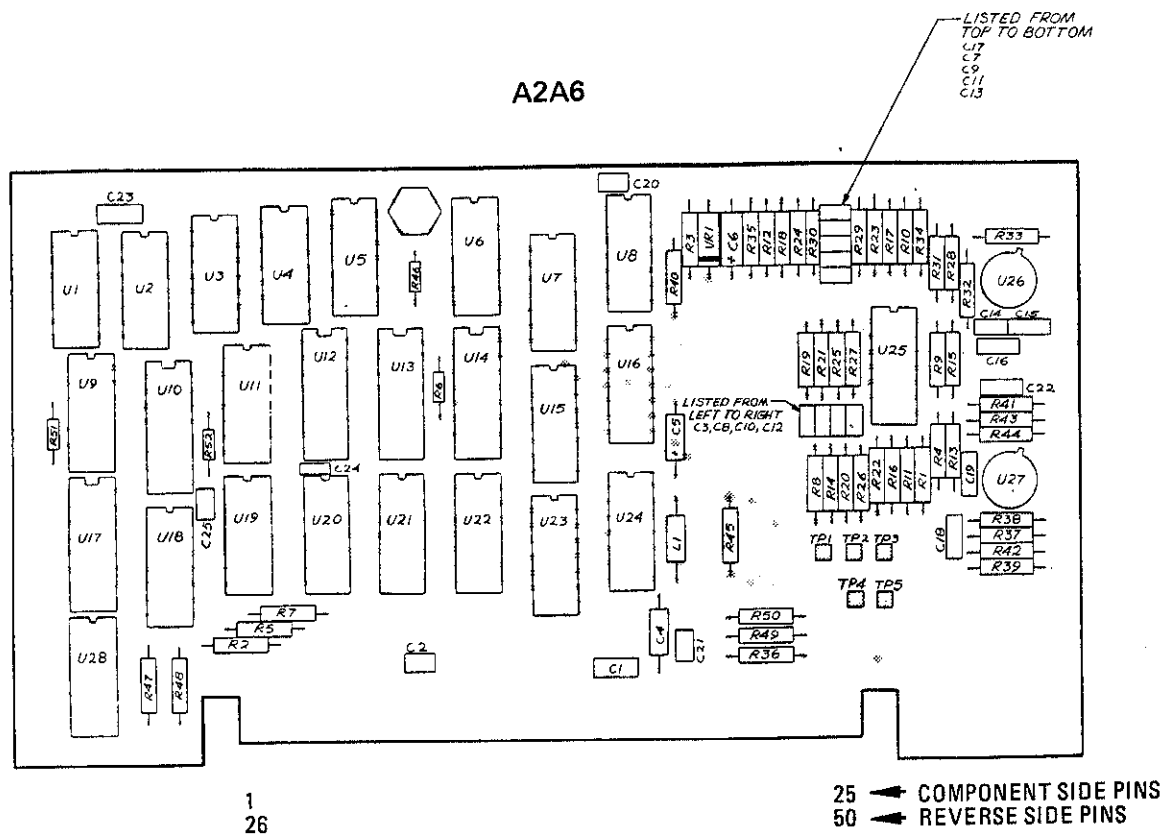 LISTED FROM
TOP TO BOTTOM
C17
C7
C9
C11
C13
A2A6
C23
C20
U1
U2
U3
U4
U5
R46
U6
U7
U8
R40
R3
VR1
+ C6
R35
R12
R18
R24
R30
R29
R23
R17
R10
R34
R31
R28
R32
R33
U26
C14
C15
C16
U9
U10
U11
U12
U13
R6
U14
U15
U16
R19
R21
R25
R27
U25
R9
R15
C22
R41
R43
R44
R51
R52
C24
C5
+
LISTED FROM
LEFT TO RIGHT
C3, C8, C10, C12
R4
R13
C19
U27
U17
U18
C25
U19
U20
U21
U22
U23
U24
L1
R45
R8
R14
R20
R26
R22
R16
R11
R1
TP1
TP2
TP3
TP4
TP5
C18
R38
R37
R42
R39
U28
R47
R48
R7
R5
R2
C2
C1
C4
C21
R50
R49
R36
1
26
25 COMPONENT SIDE PINS
50 REVERSE SIDE PINS